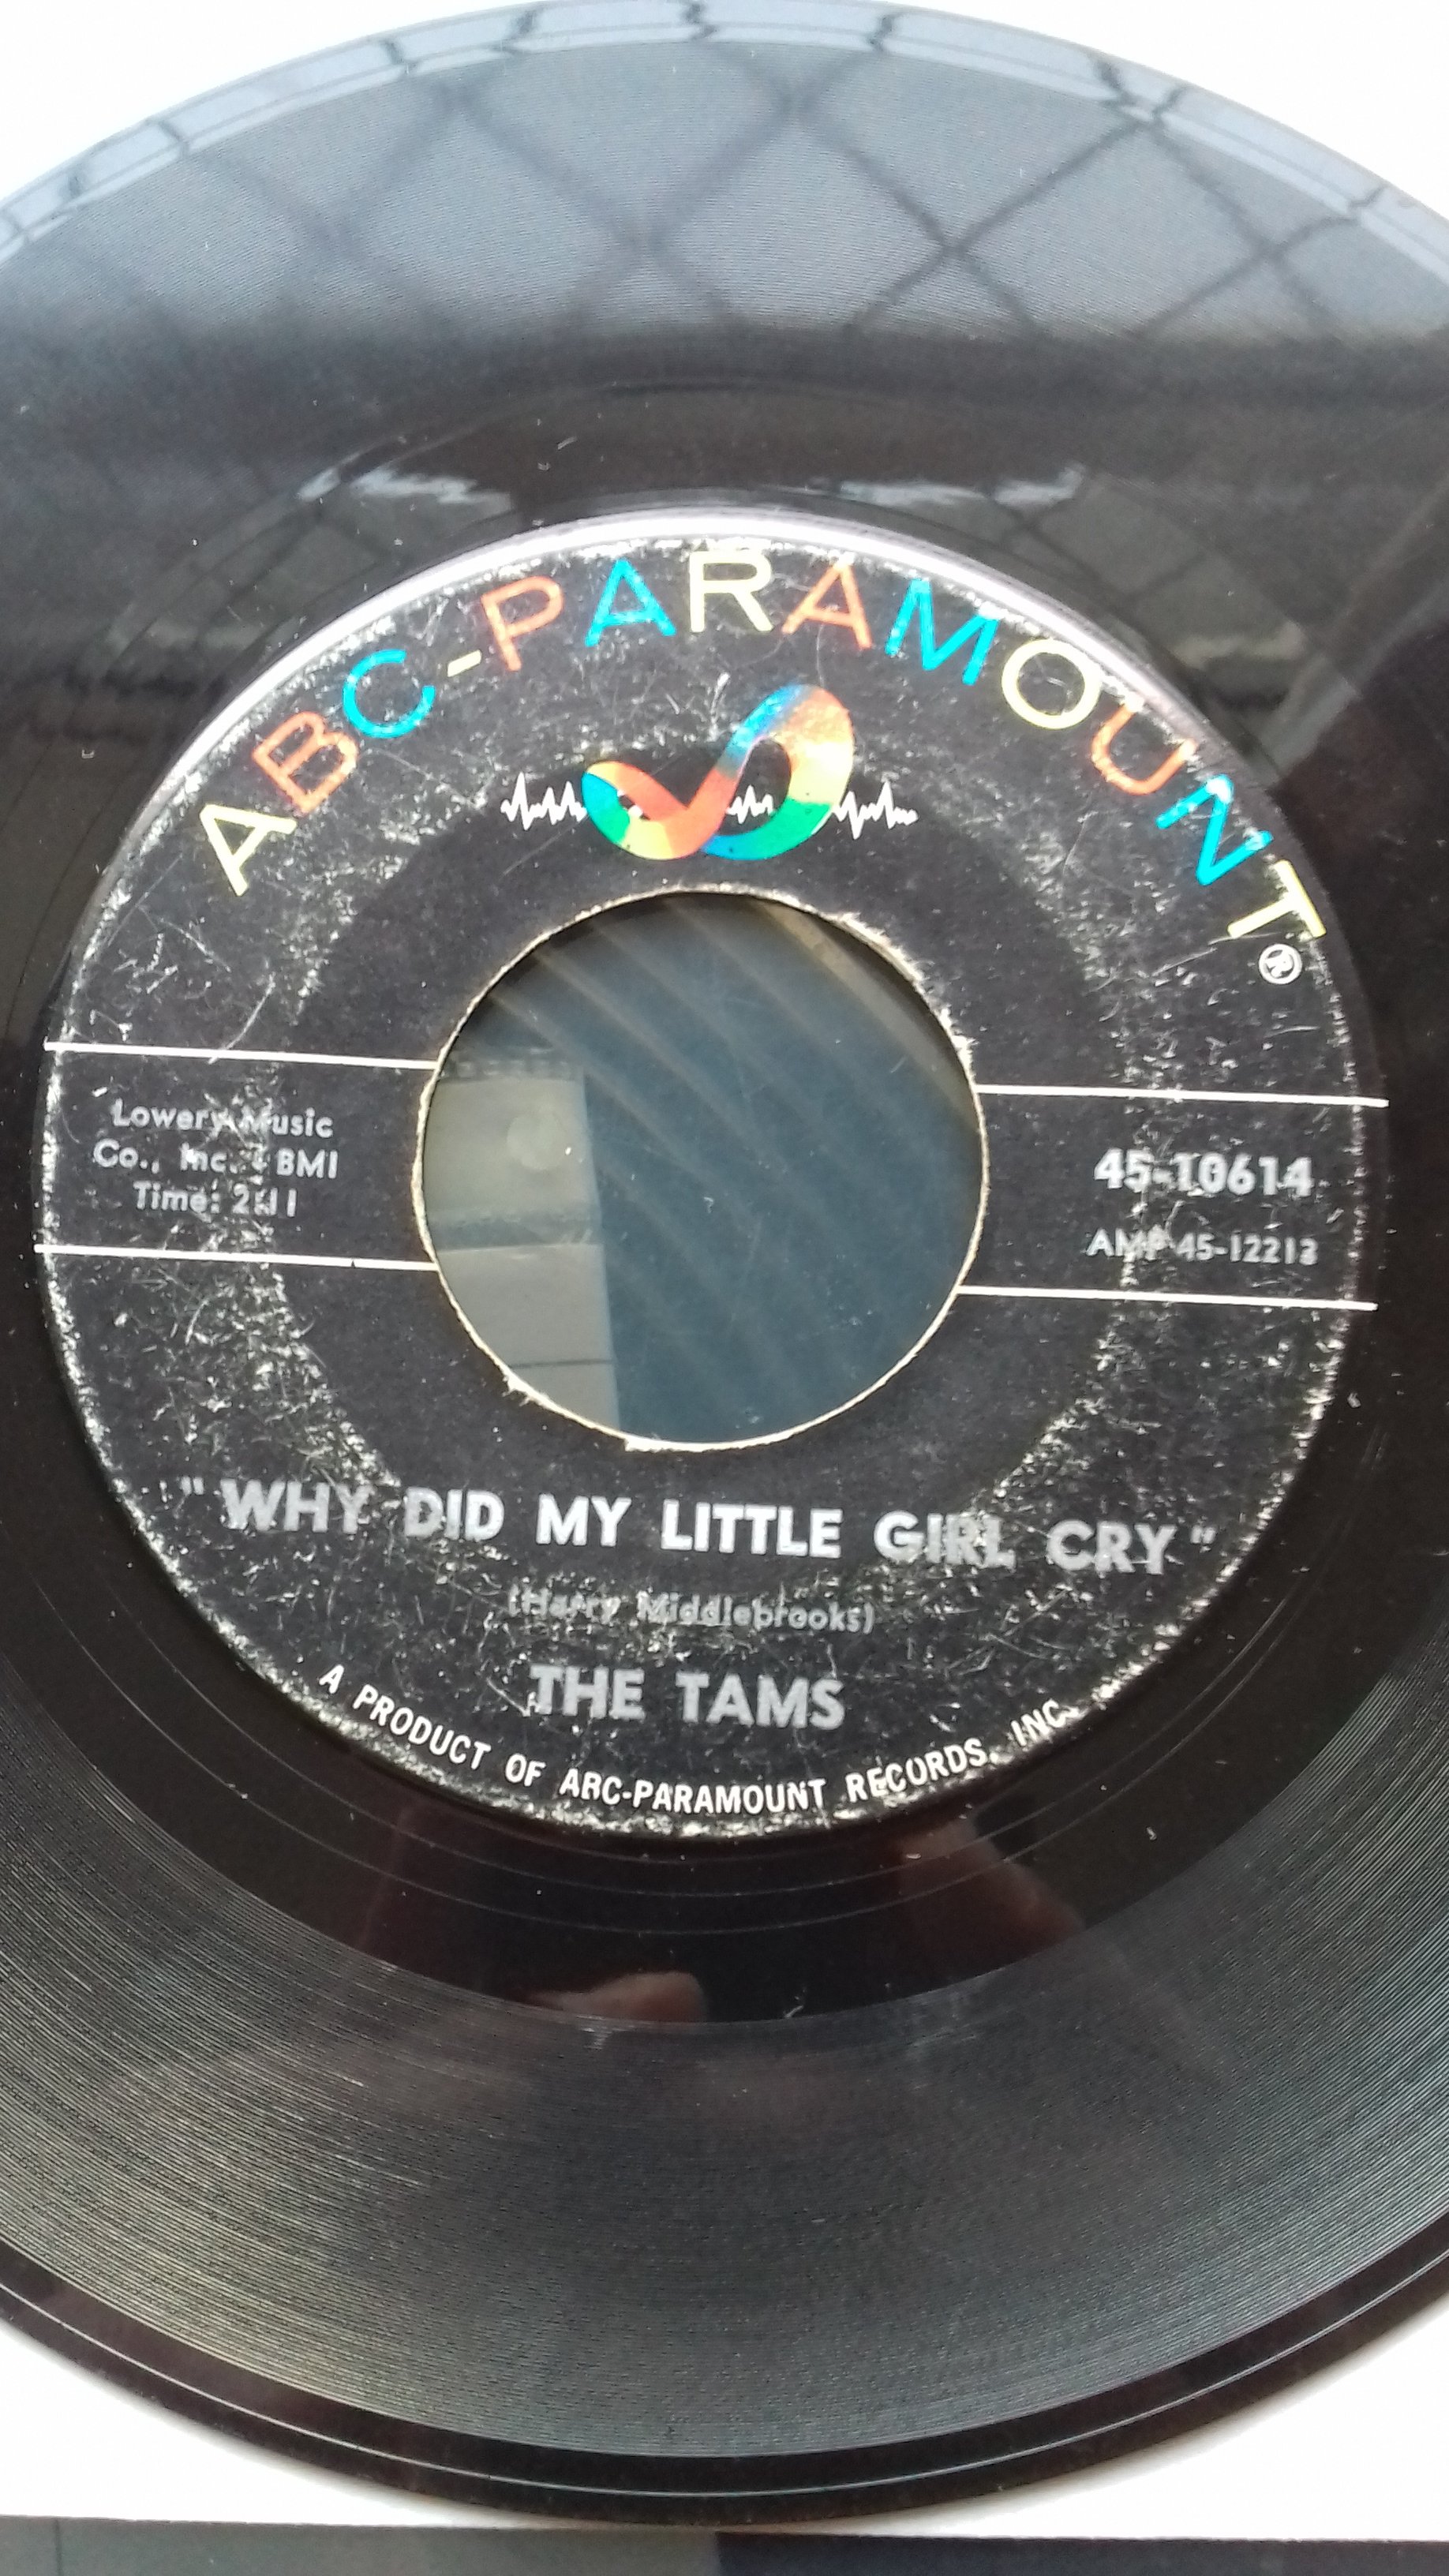 ABC-PARAMOUNT®
Lowery Music
Co., Inc. BMI
Time: 2:11
45-10614
AMP 45-12213
"WHY DID MY LITTLE GIRL CRY"
(Harry Middlebrooks)
THE TAMS
A PRODUCT OF ABC-PARAMOUNT RECORDS, INC.